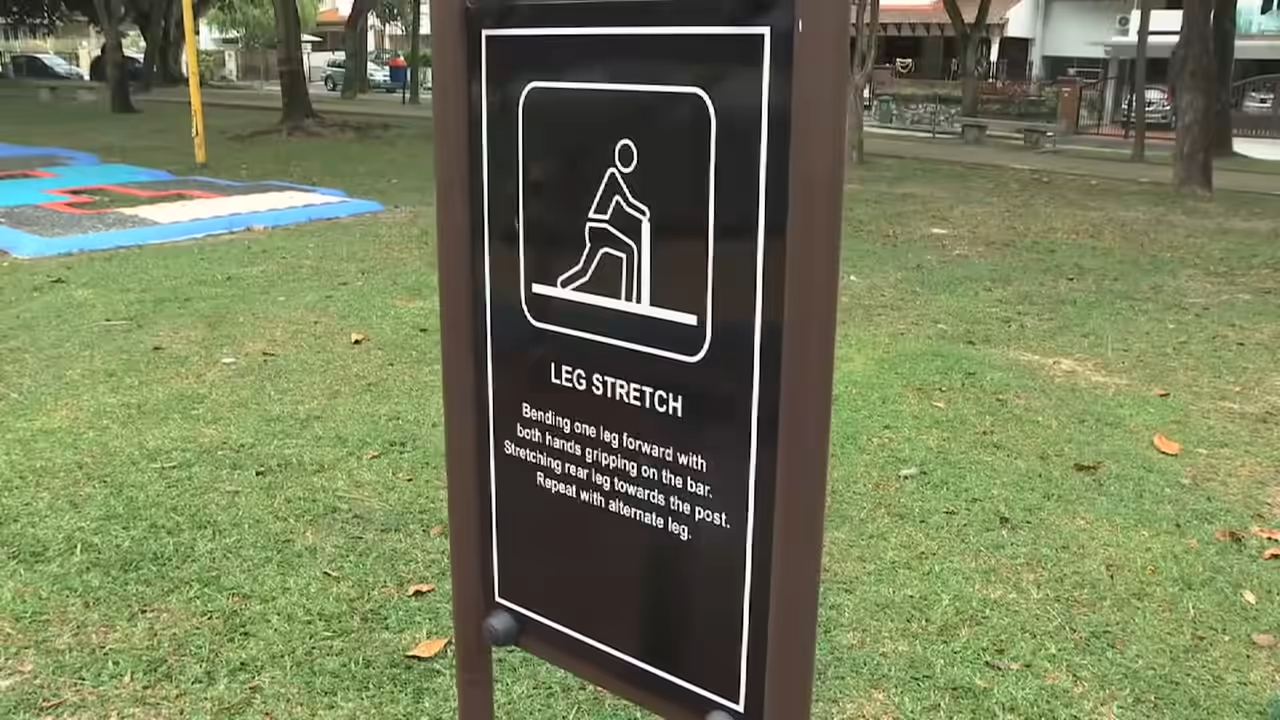 LEG STRETCH
Bending one leg forward with
both hands gripping on the bar.
Stretching rear leg towards the post.
Repeat with alternate leg.